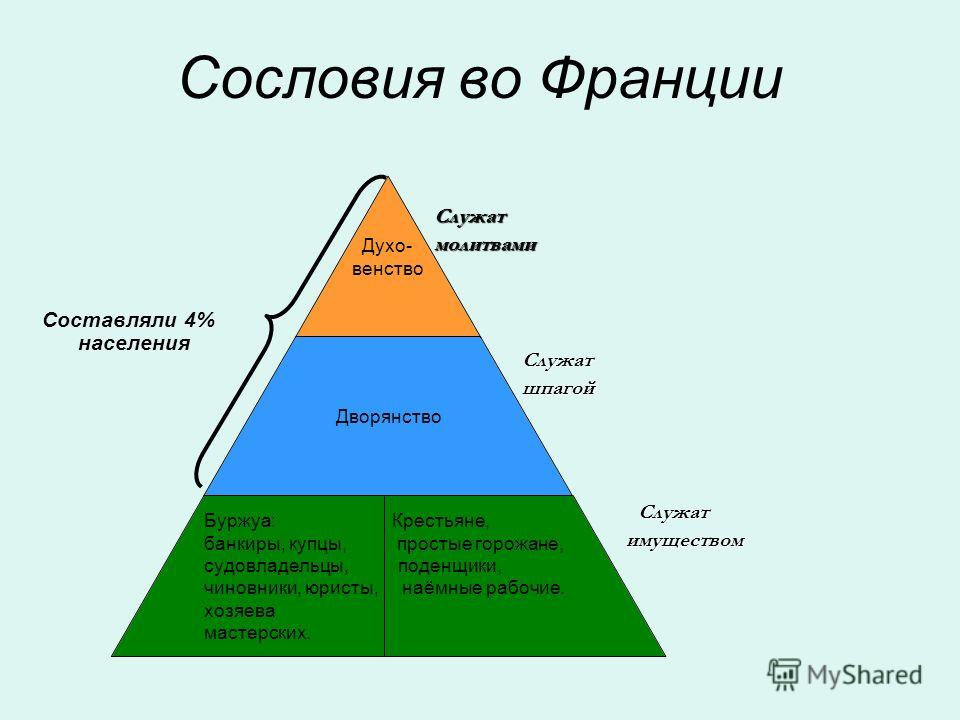 Сословия во Франции
Служат
молитвами
Духо-
венство
Составляли 4%
населения
Служат
шпагой
Дворянство
Служат
имуществом
Буржуа:
банкиры, купцы,
судовладельцы,
чиновники, юристы,
хозяева
мастерских.
Крестьяне,
простые горожане,
поденщики,
наёмные рабочие.
MyShared